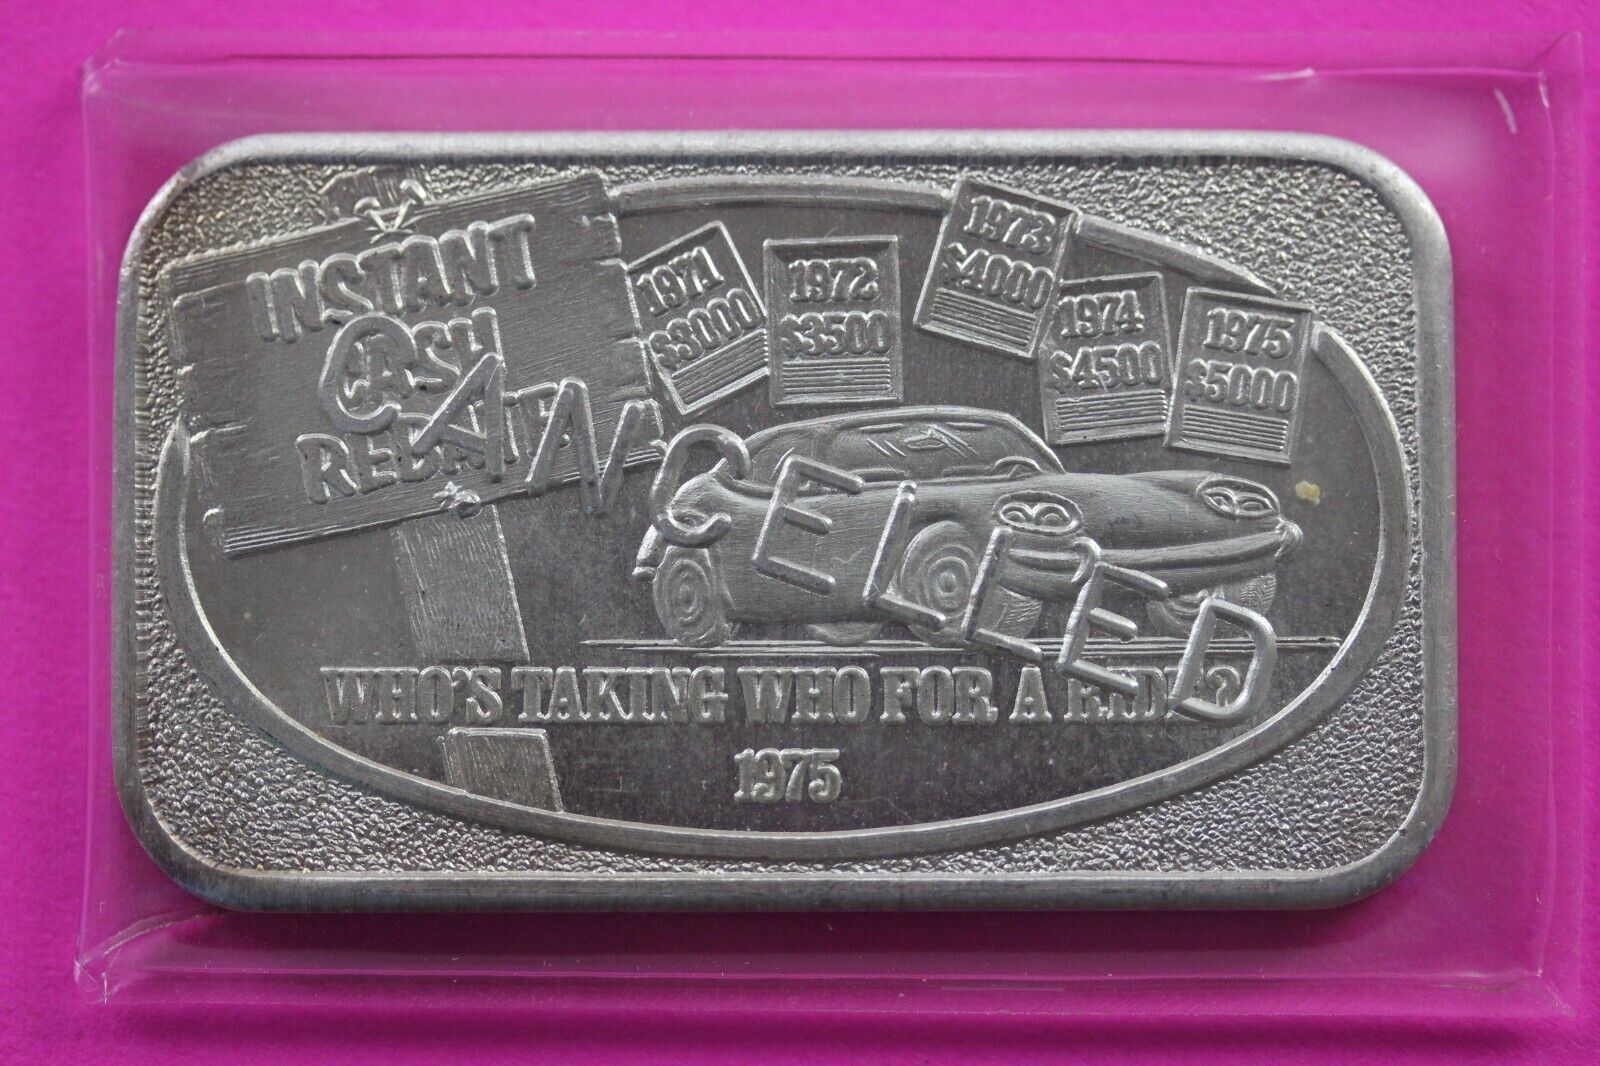 INSTANT
CASH
REBATE
1971
$3000
1972
$3500
1973
$4000
1974
$4500
1975
$5000
CANCELLED
WHO'S TAKING WHO FOR A RIDE?
1975